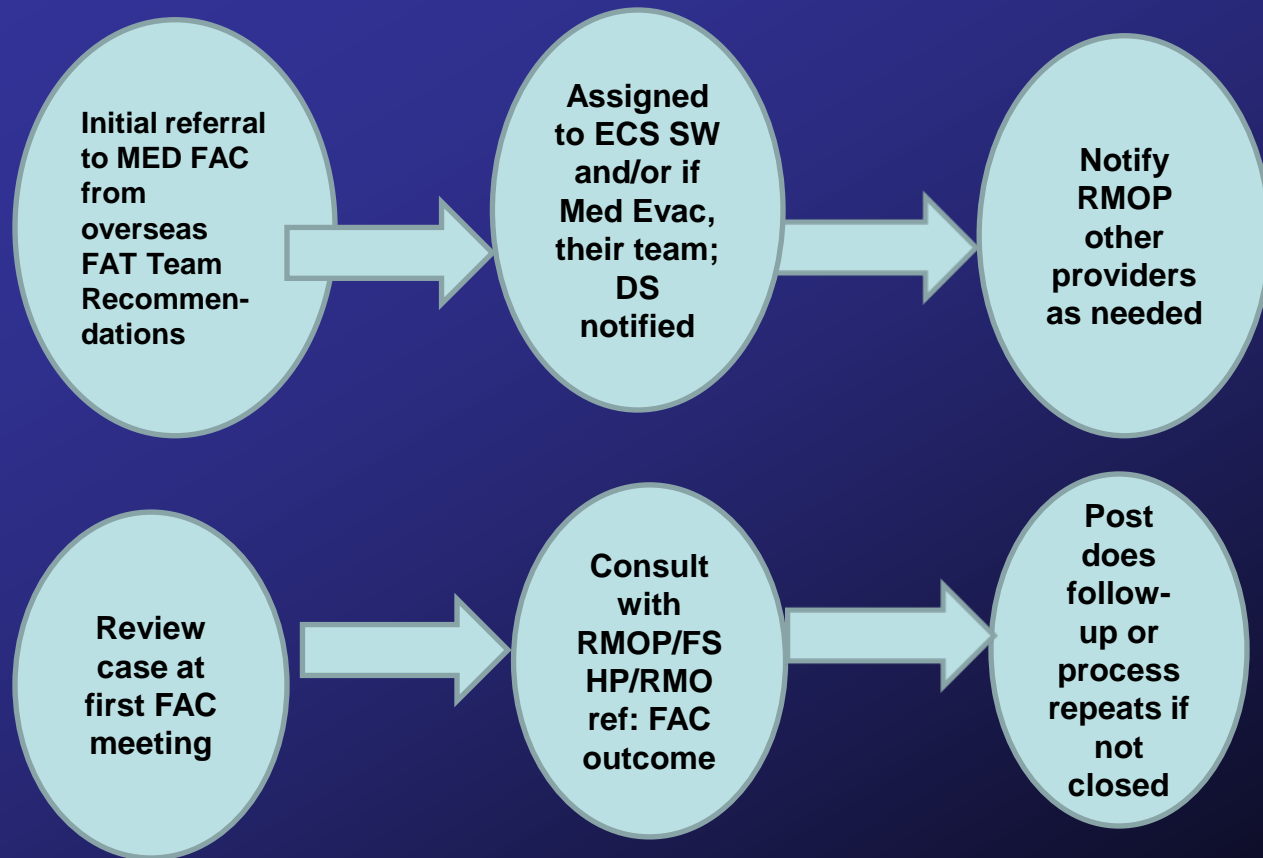 Initial referral
to MED FAC
from
overseas
FAT Team
Recommen-
dations
Assigned
to ECS SW
and/or if
Med Evac,
their team;
DS
notified
Notify
RMOP
other
providers
as needed
Review
case at
first FAC
meeting
Consult
with
RMOP/FS
HP/RMO
ref: FAC
outcome
Post
does
follow-
up or
process
repeats if
not
closed